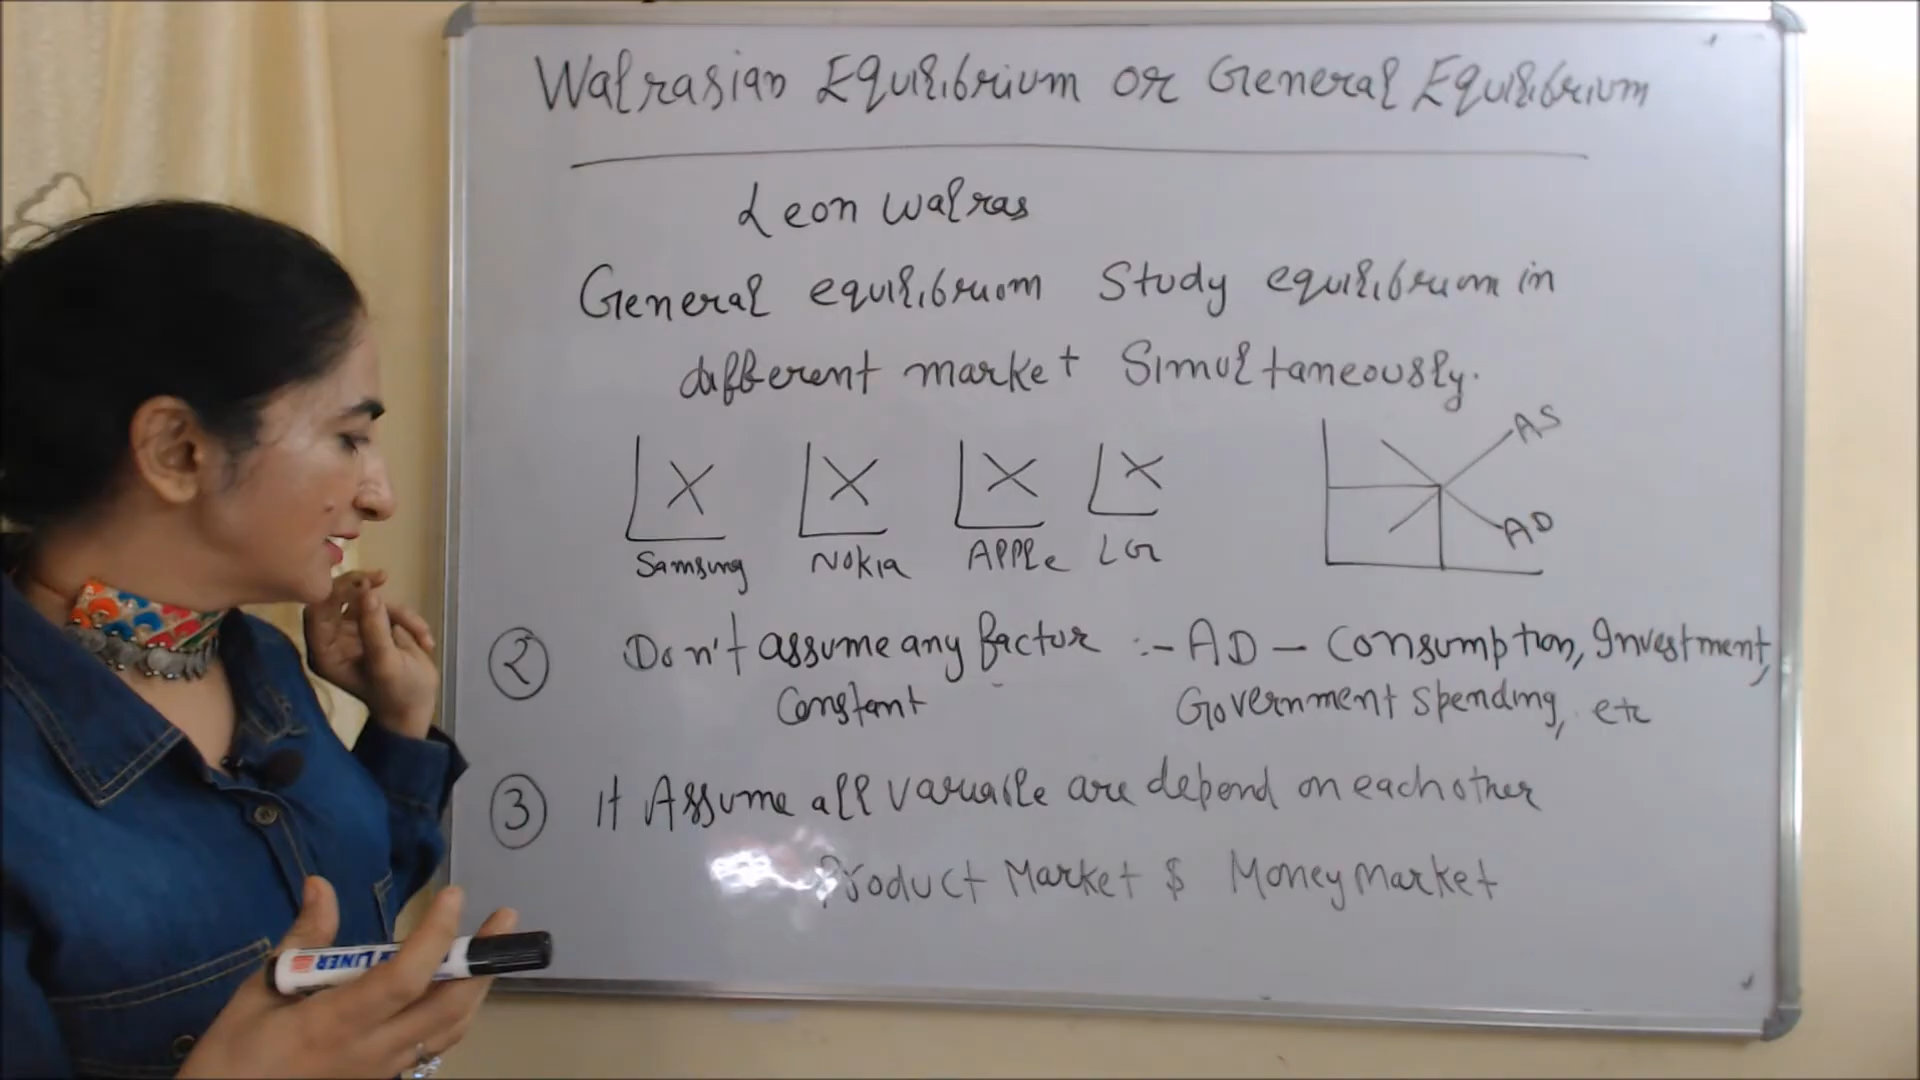 Walrasian Equilibrium or General Equilibrium
Leon Walras
General equilibrium Study equilibrium in
different market Simultaneously.
Samsung Nokia Apple LG
AS
AD
② Don't assume any factor :- AD - Consumption, Investment,
Constant Government Spending, etc
③ It Assume all variable are depend on each other
Product Market $ Money market
LINER